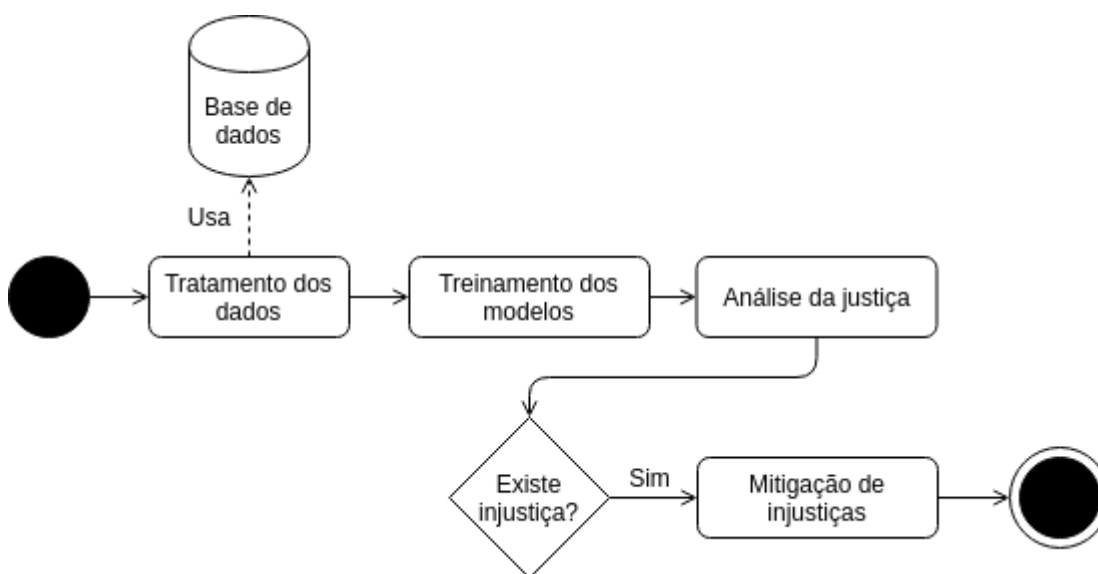 Base de
dados
Usa
Tratamento dos
dados
Treinamento dos
modelos
Análise da justiça
Existe
injustiça?
Sim
Mitigação de
injustiças